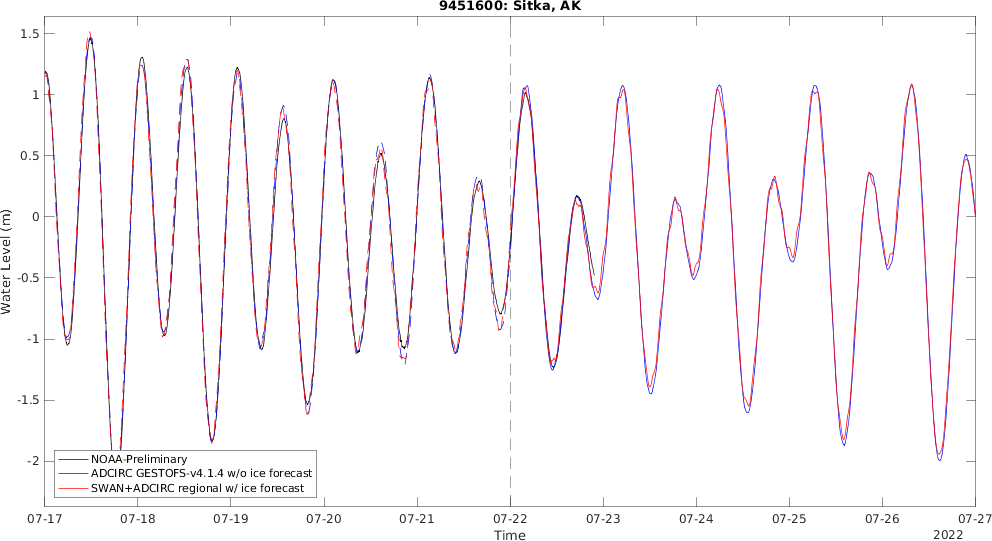 9451600: Sitka, AK
Water Level (m)
1.5
1
0.5
0
-0.5
-1
-1.5
-2
NOAA-Preliminary
ADCIRC GESTOFS-v4.1.4 w/o ice forecast
SWAN+ADCIRC regional w/ ice forecast
07-17 07-18 07-19 07-20 07-21 07-22 07-23 07-24 07-25 07-26 07-27
Time
2022